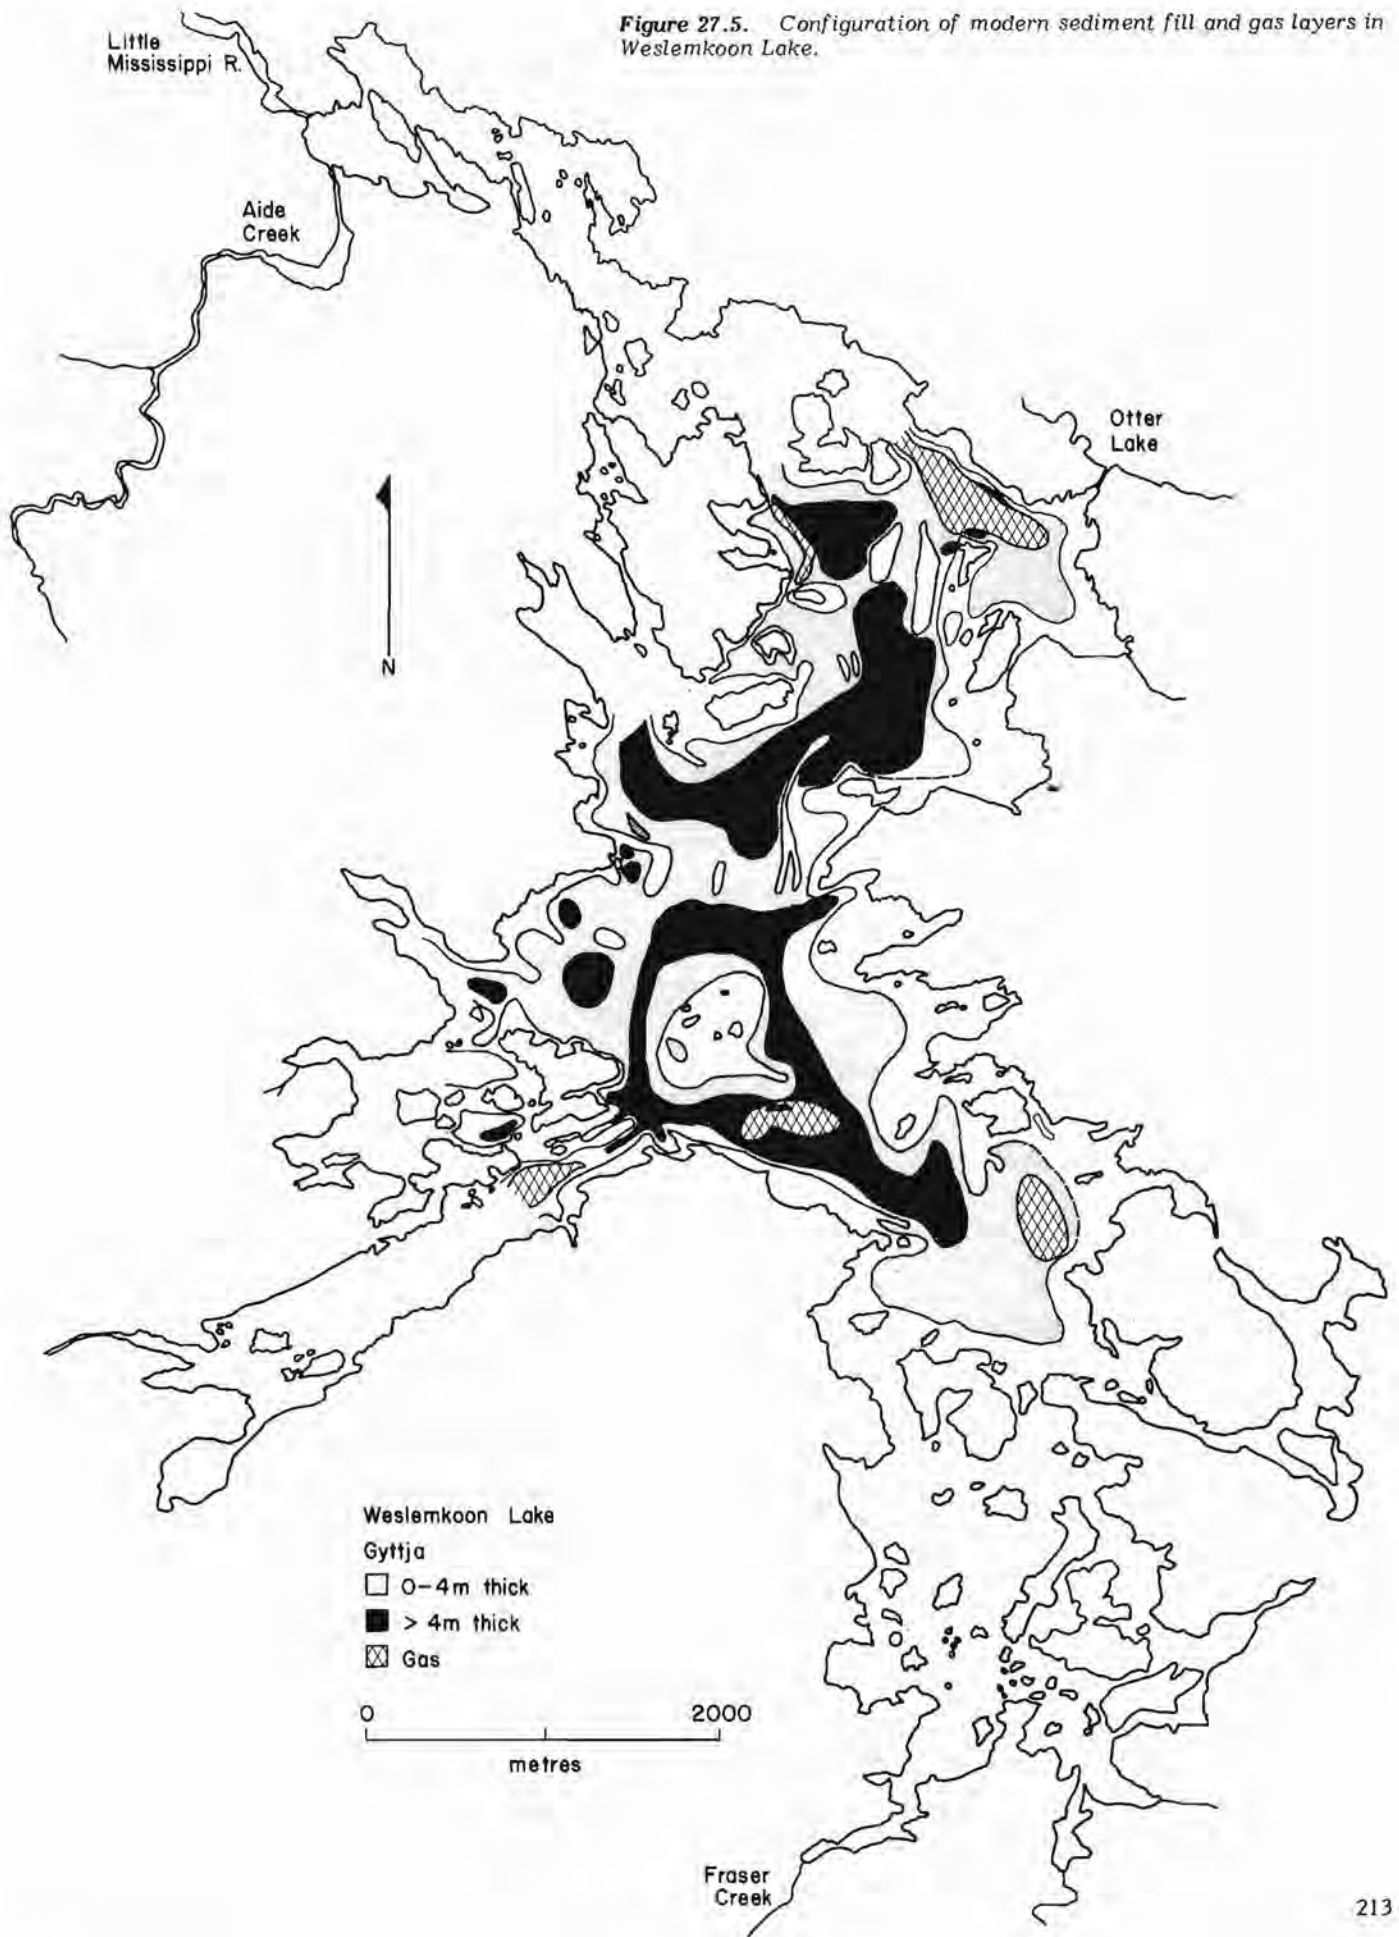 Figure 27.5. Configuration of modern sediment fill and gas layers in
Weslemkoon Lake.
Little
Mississippi R.
Aide
Creek
Otter
Lake
N
Weslemkoon Lake
Gyttja
0-4m thick
> 4m thick
Gas
0 2000
metres
Fraser
Creek
213